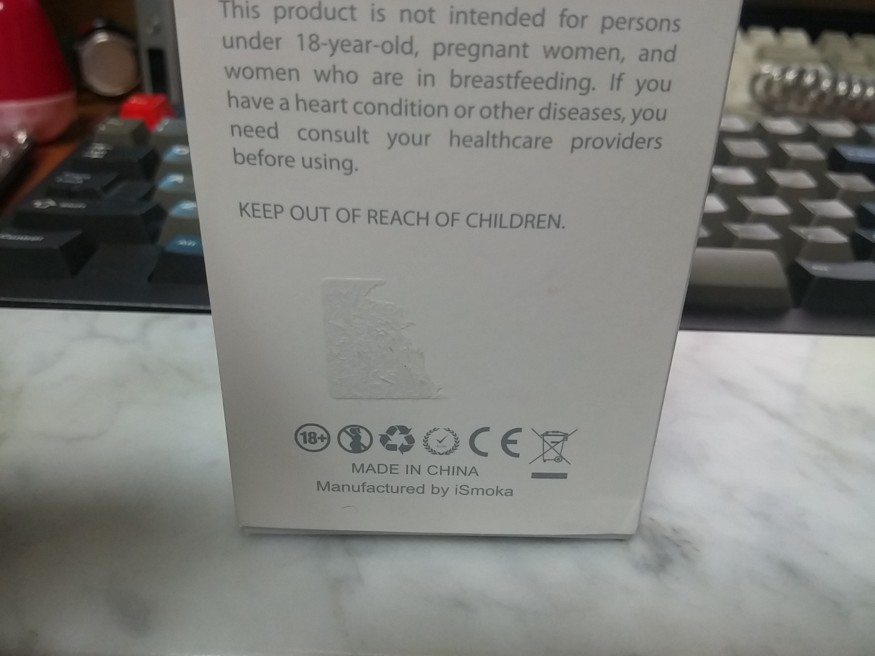 This product is not intended for persons
under 18-year-old, pregnant women, and
women who are in breastfeeding. If you
have a heart condition or other diseases, you
need consult your healthcare providers
before using.
KEEP OUT OF REACH OF CHILDREN.
18+
CE
MADE IN CHINA
Manufactured by iSmoka